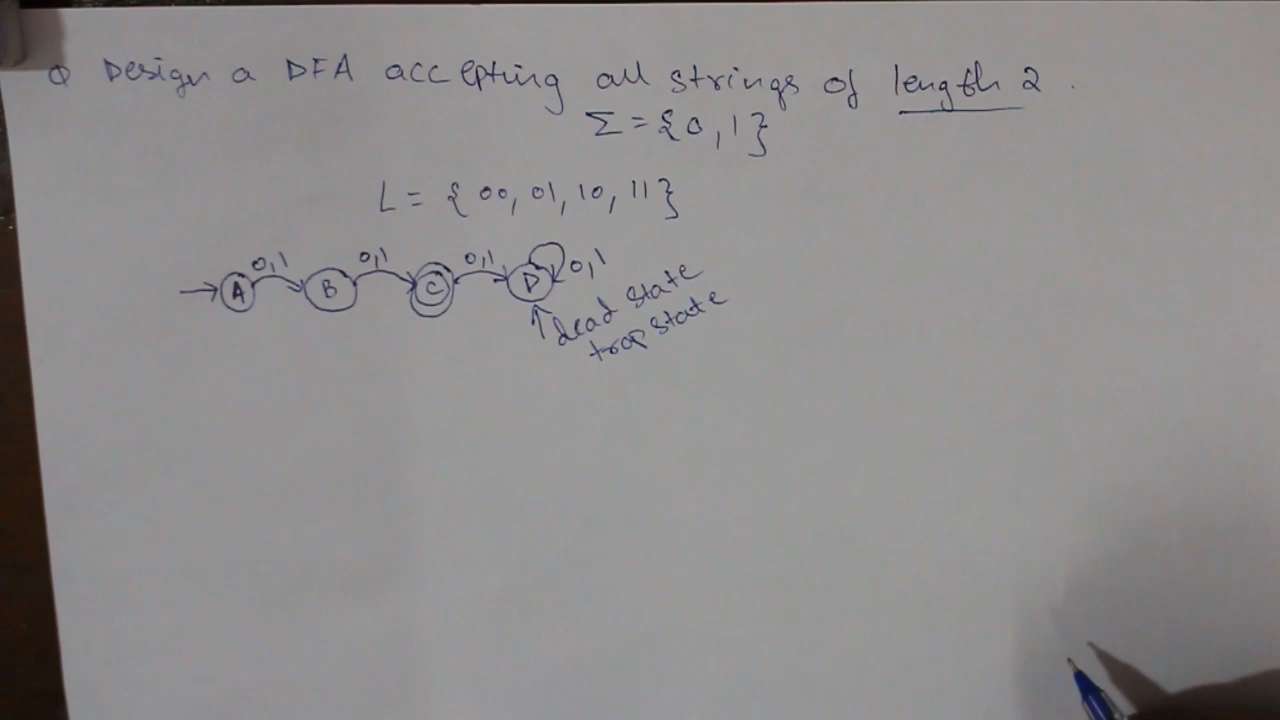 Q Design a DFA accepting all strings of length 2.
Σ = {0, 1}
L = {00, 01, 10, 11}
0,1 0,1 0,1 0,1
A B C D
dead state
trap state